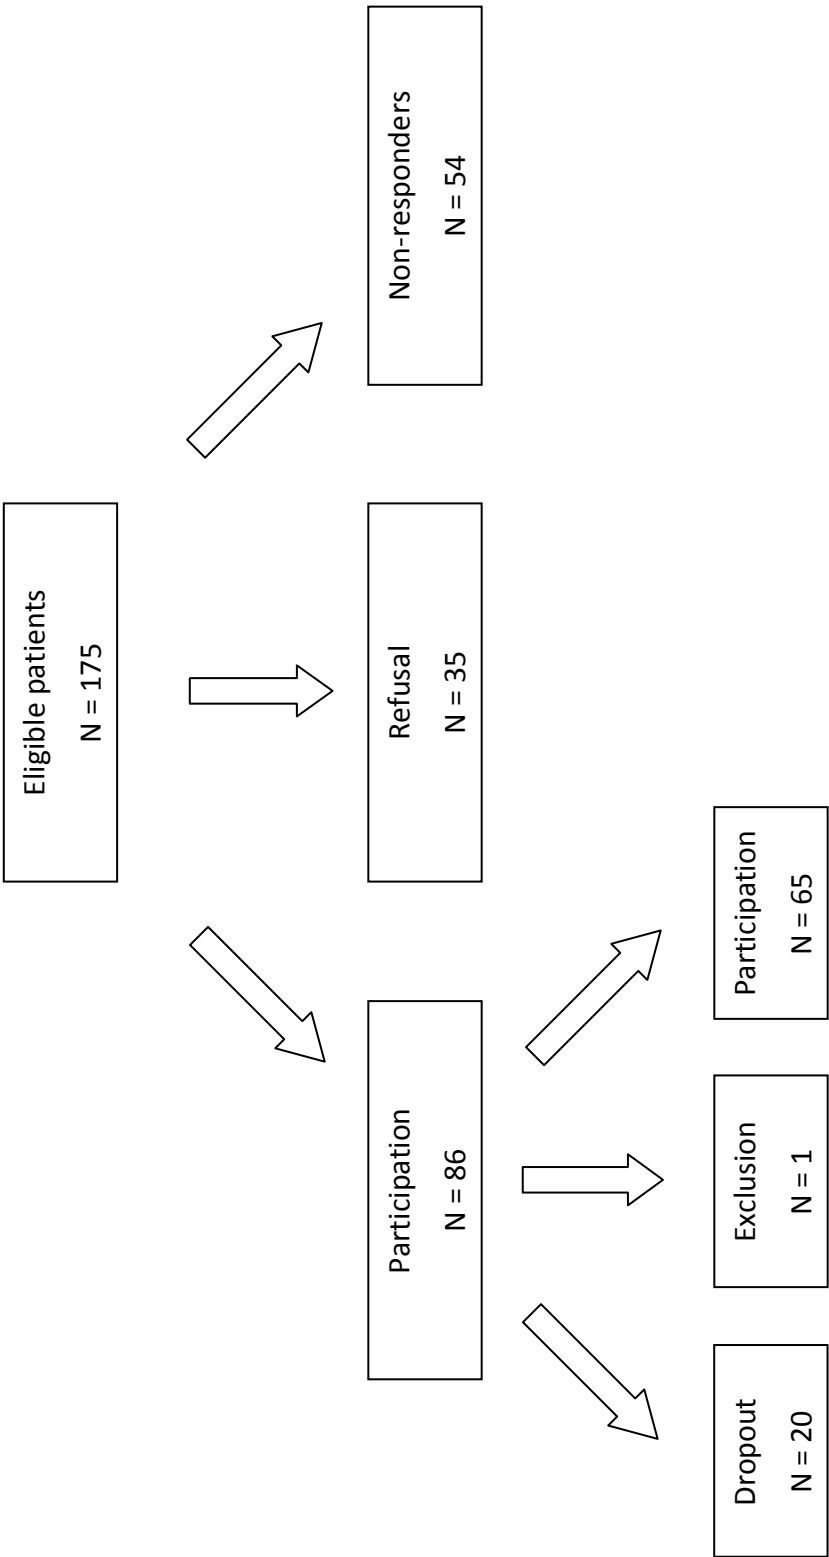 Eligible patients
N = 175
Participation
N = 86
Refusal
N = 35
Non-responders
N = 54
Dropout
N = 20
Exclusion
N = 1
Participation
N = 65